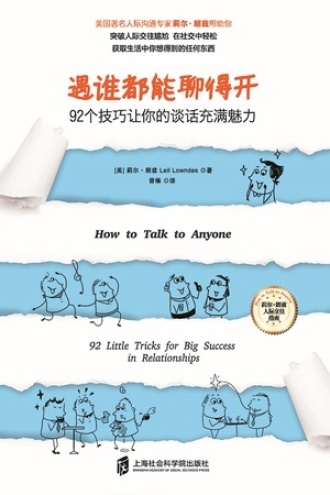 美国著名人际沟通专家莉尔·朗兹帮助你
突破人际交往尴尬 在社交中轻松
获取生活中你想得到的任何东西
遇谁都能聊得开
92个技巧让你的谈话充满魅力
[美] 莉尔·朗兹 Leil Lowndes ◎ 著
曾琳 ◎ 译
How to Talk to Anyone
莉尔·朗兹
人际交往
指南
92 Little Tricks for Big Success
in Relationships
上海社会科学院出版社
SHANGHAI ACADEMY OF SOCIAL SCIENCES PRESS